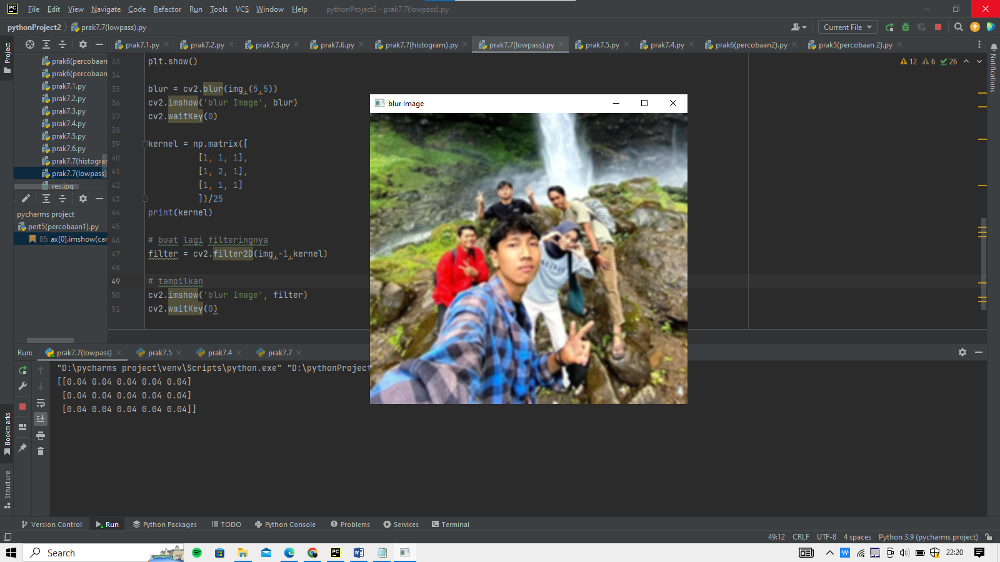 File Edit View Navigate Code Refactor Run Tools VCS Window Help pythonProject2 - prak7.7(lowpass).py
pythonProject2 prak7.7(lowpass).py Current File
Project
prak7.1.py prak7.2.py prak7.3.py prak7.6.py prak7.7(histogram).py prak7.7(lowpass).py prak7.5.py prak7.4.py prak6(percobaan2).py prak5(percobaan 2).py
Notifications
prak6(percobaan
prak6(percobaan
prak7.1.py
prak7.2.py
prak7.3.py
prak7.4.py
prak7.5.py
prak7.6.py
prak7.7(histogra
prak7.7(lowpass)
res.jpg
pycharms project
pert5(percobaan1).py
85: ax[0].imshow(car
12 6 26
33 plt.show()
34
35 blur = cv2.blur(img,(5,5))
36 cv2.imshow('blur Image', blur)
37 cv2.waitKey(0)
38
39 kernel = np.matrix([
40 [1, 1, 1],
41 [1, 2, 1],
42 [1, 1, 1]
43 ])/25
44 print(kernel)
45
46 # buat lagi filteringnya
47 filter = cv2.filter2D(img,-1,kernel)
48
49 # tampilkan
50 cv2.imshow('blur Image', filter)
51 cv2.waitKey(0)
blur Image
Run: prak7.7(lowpass) prak7.5 prak7.4 prak7.7
"D:\pycharms project\venv\Scripts\python.exe" "D:\pythonProject
[[0.04 0.04 0.04 0.04 0.04]
[0.04 0.04 0.04 0.04 0.04]
[0.04 0.04 0.04 0.04 0.04]]
Bookmarks
Structure
Version Control Run Python Packages TODO Python Console Problems Services Terminal
49:12 CRLF UTF-8 4 spaces Python 3.9 (pycharms project)
Search
22:20